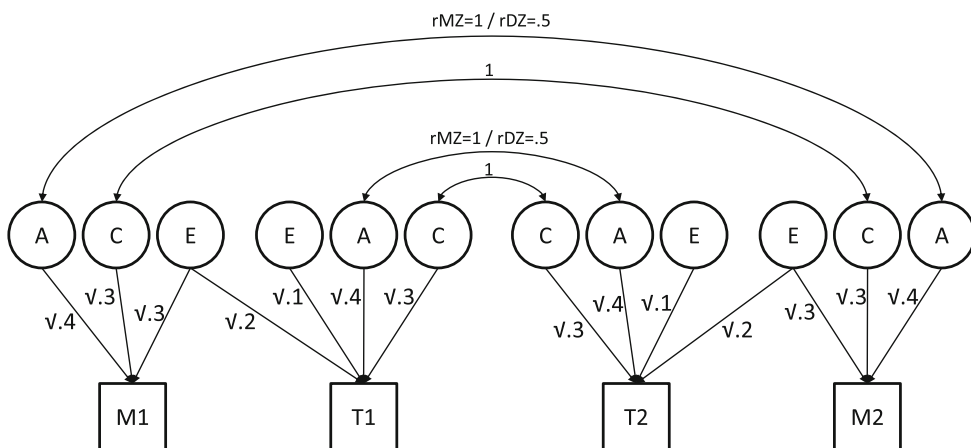 rMZ=1 / rDZ=.5
1
rMZ=1 / rDZ=.5
1
A C E E A C C A E E C A
√.4 √.3 √.3 √.2 √.1 √.4 √.3 √.3 √.4 √.1 √.2 √.3 √.3 √.4
M1 T1 T2 M2